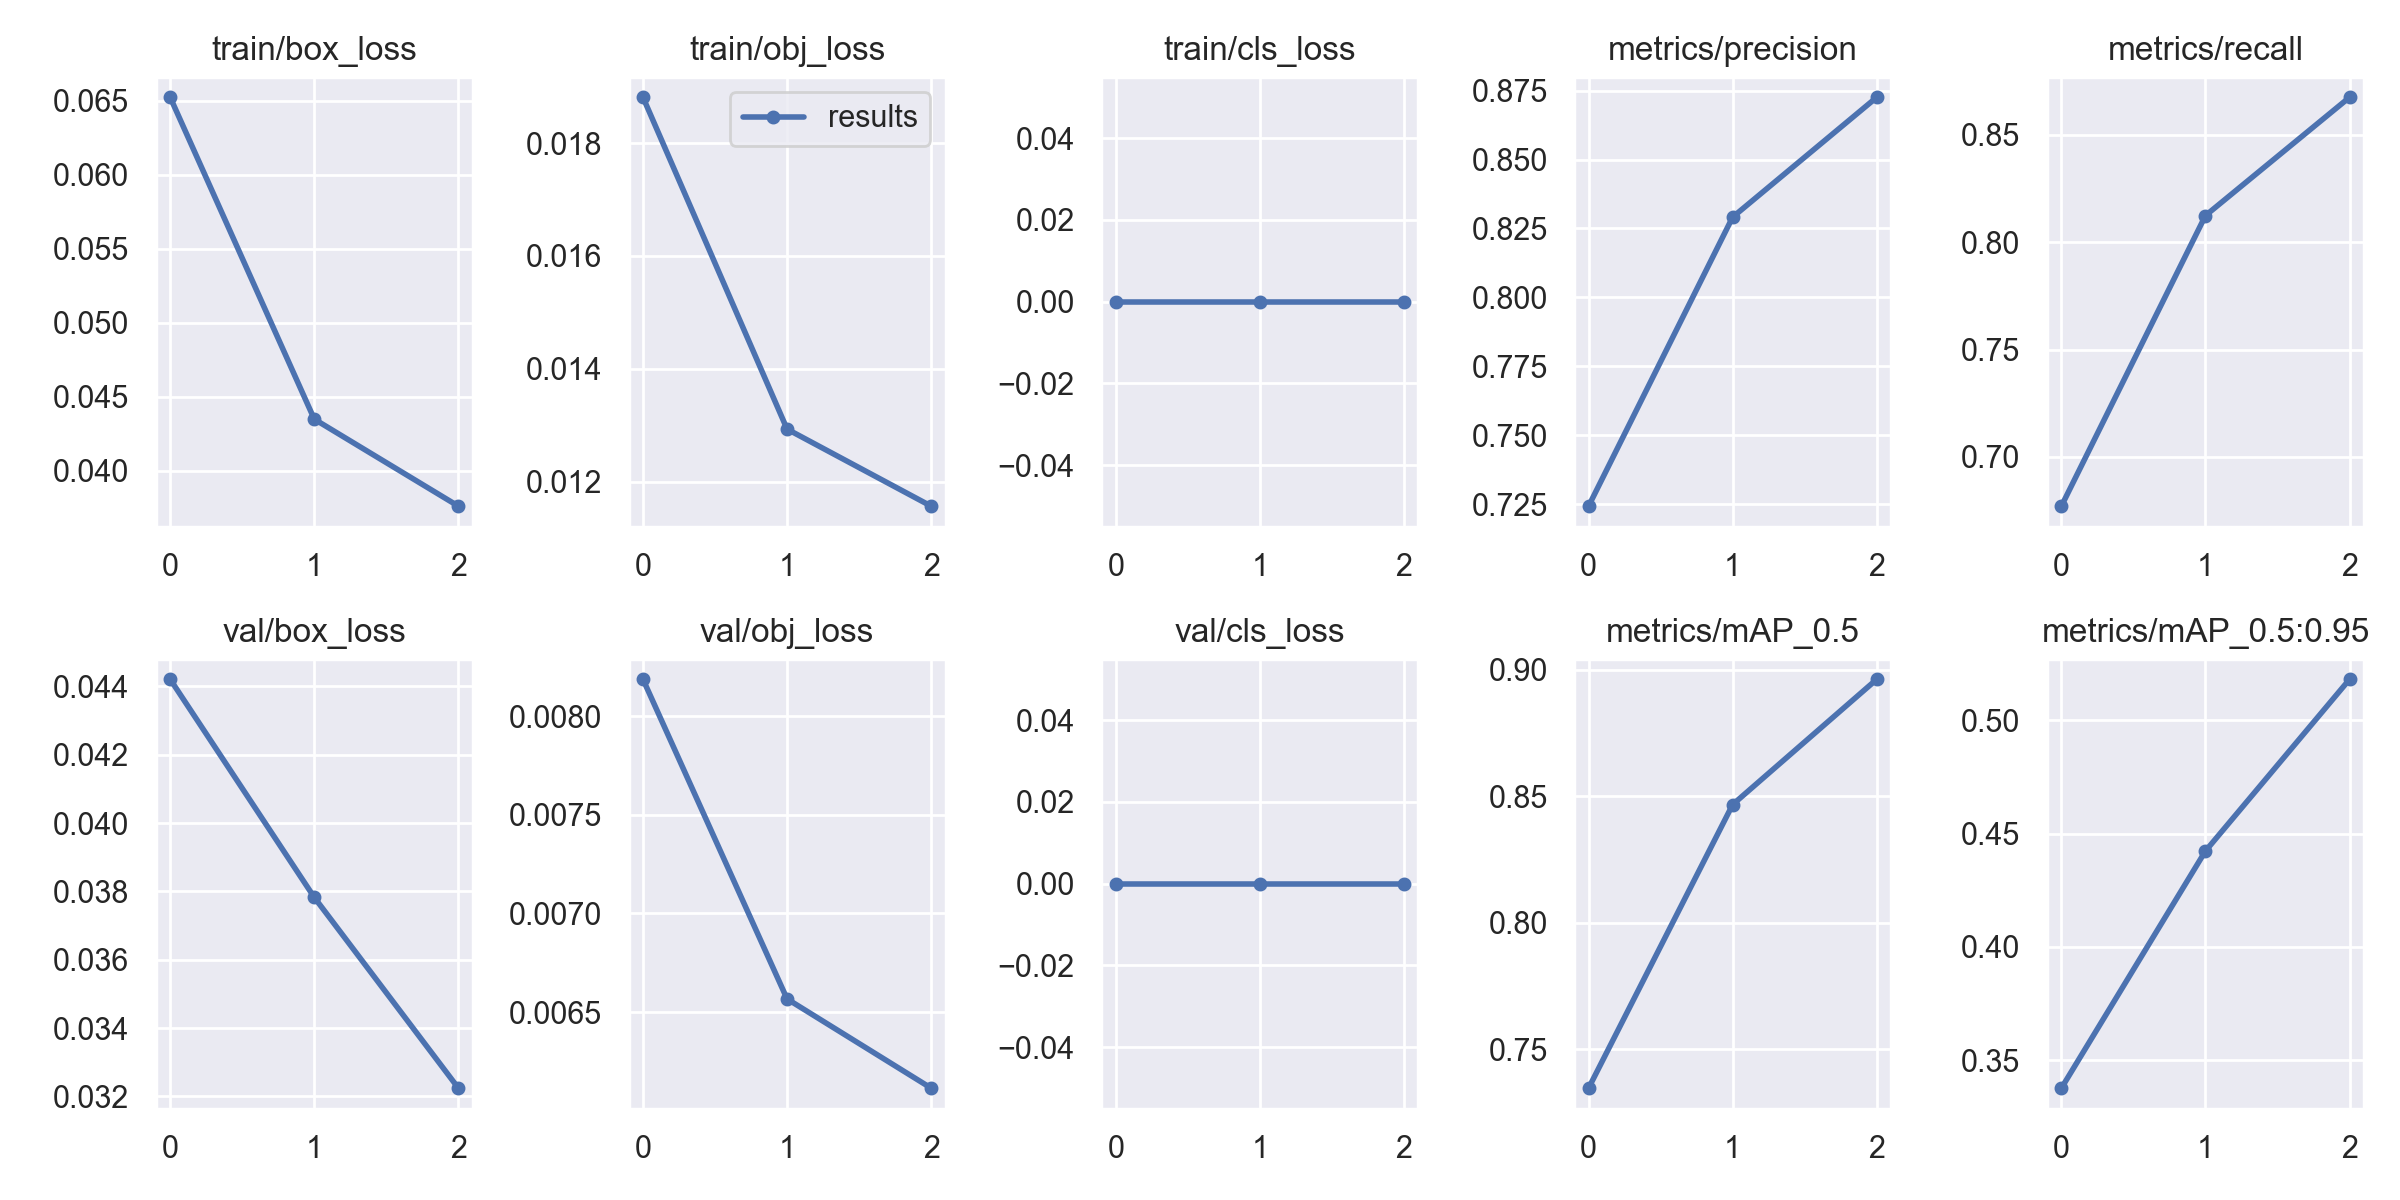 train/box_loss
0.065
0.060
0.055
0.050
0.045
0.040
0 1 2
train/obj_loss
results
0.018
0.016
0.014
0.012
0 1 2
train/cls_loss
0.04
0.02
0.00
−0.02
−0.04
0 1 2
metrics/precision
0.875
0.850
0.825
0.800
0.775
0.750
0.725
0 1 2
metrics/recall
0.85
0.80
0.75
0.70
0 1 2
val/box_loss
0.044
0.042
0.040
0.038
0.036
0.034
0.032
0 1 2
val/obj_loss
0.0080
0.0075
0.0070
0.0065
0 1 2
val/cls_loss
0.04
0.02
0.00
−0.02
−0.04
0 1 2
metrics/mAP_0.5
0.90
0.85
0.80
0.75
0 1 2
metrics/mAP_0.5:0.95
0.50
0.45
0.40
0.35
0 1 2